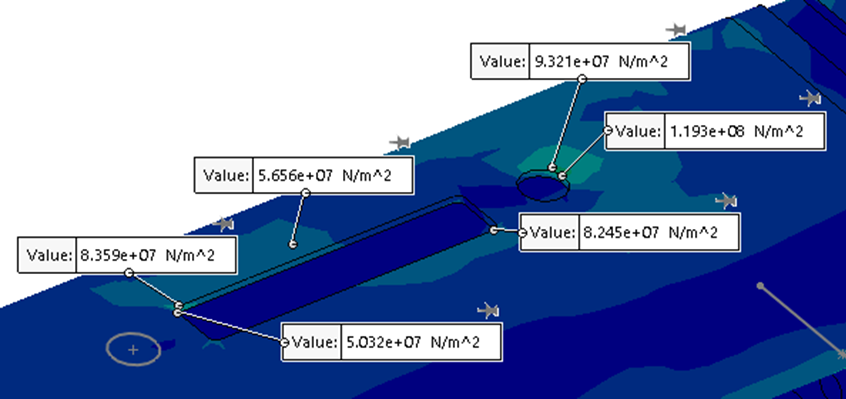 Value: 9.321e+07 N/m^2
Value: 1.193e+08 N/m^2
Value: 5.656e+07 N/m^2
Value: 8.245e+07 N/m^2
Value: 8.359e+07 N/m^2
Value: 5.032e+07 N/m^2